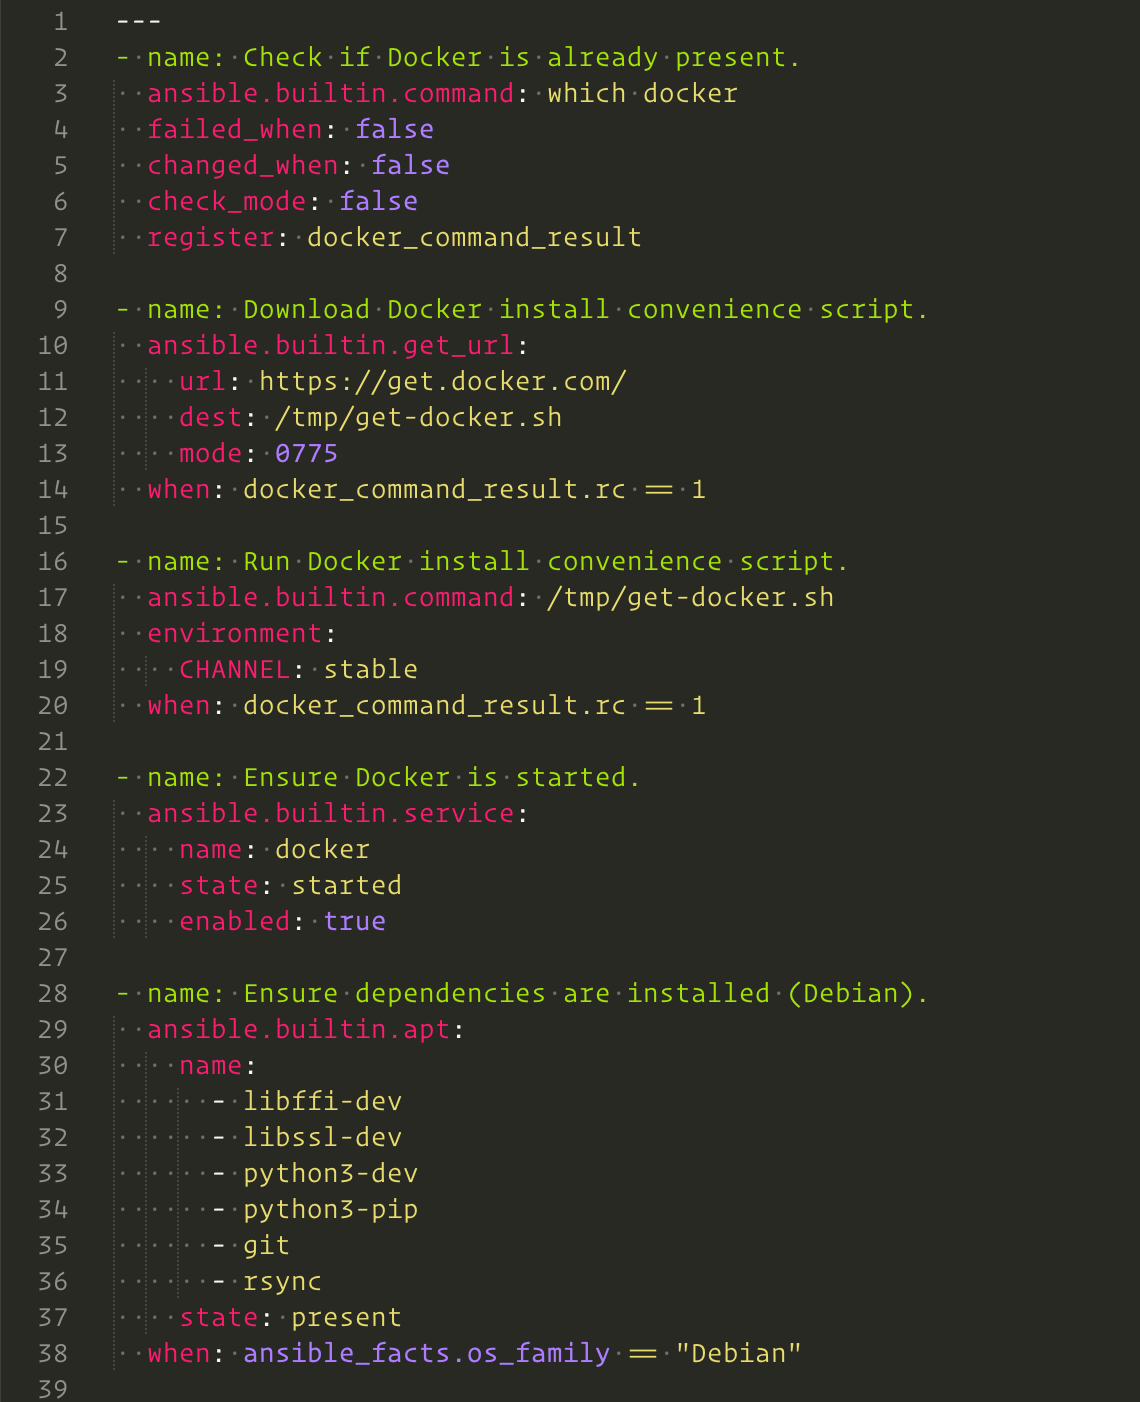 1 ---
2 - name: Check if Docker is already present.
3   ansible.builtin.command: which docker
4   failed_when: false
5   changed_when: false
6   check_mode: false
7   register: docker_command_result
8
9 - name: Download Docker install convenience script.
10   ansible.builtin.get_url:
11     url: https://get.docker.com/
12     dest: /tmp/get-docker.sh
13     mode: 0775
14   when: docker_command_result.rc == 1
15
16 - name: Run Docker install convenience script.
17   ansible.builtin.command: /tmp/get-docker.sh
18   environment:
19     CHANNEL: stable
20   when: docker_command_result.rc == 1
21
22 - name: Ensure Docker is started.
23   ansible.builtin.service:
24     name: docker
25     state: started
26     enabled: true
27
28 - name: Ensure dependencies are installed (Debian).
29   ansible.builtin.apt:
30     name:
31       - libffi-dev
32       - libssl-dev
33       - python3-dev
34       - python3-pip
35       - git
36       - rsync
37     state: present
38   when: ansible_facts.os_family == "Debian"
39